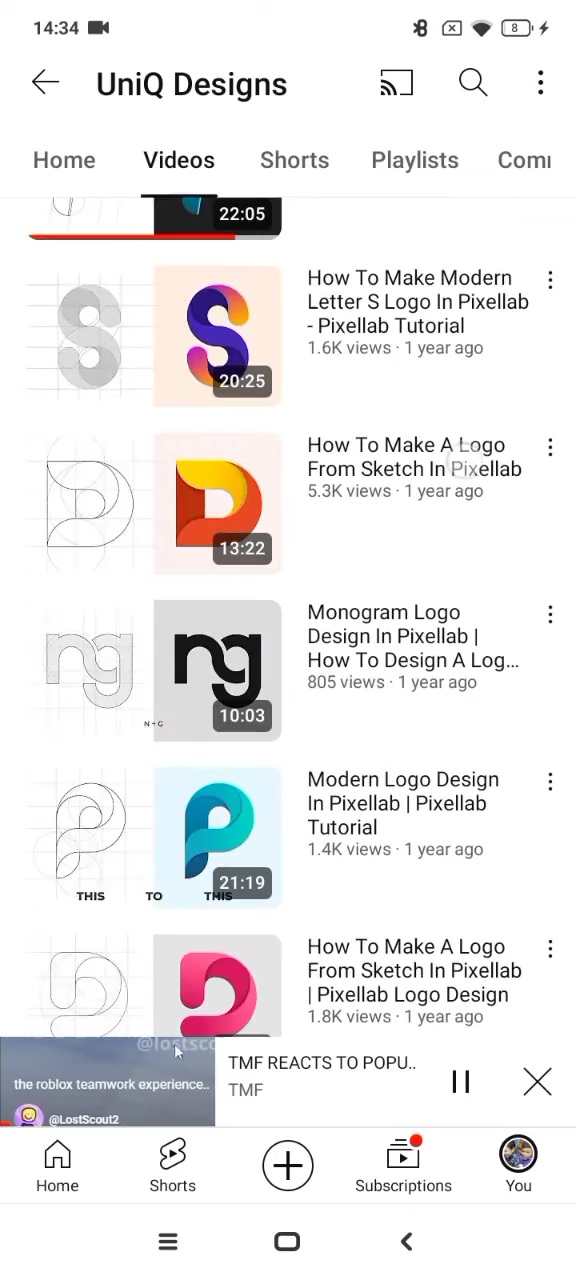 14:34
8
UniQ Designs
Home Videos Shorts Playlists Comi
22:05
How To Make Modern
Letter S Logo In Pixellab
- Pixellab Tutorial
1.6K views · 1 year ago
20:25
How To Make A Logo
From Sketch In Pixellab
5.3K views · 1 year ago
13:22
Monogram Logo
Design In Pixellab |
How To Design A Log...
805 views · 1 year ago
ng
ng
10:03
N + G
Modern Logo Design
In Pixellab | Pixellab
Tutorial
1.4K views · 1 year ago
21:19
THIS TO THIS
How To Make A Logo
From Sketch In Pixellab
| Pixellab Logo Design
1.8K views · 1 year ago
@lostsco
the roblox teamwork experience..
@LostScout2
TMF REACTS TO POPU..
TMF
Home
Shorts
Subscriptions
You